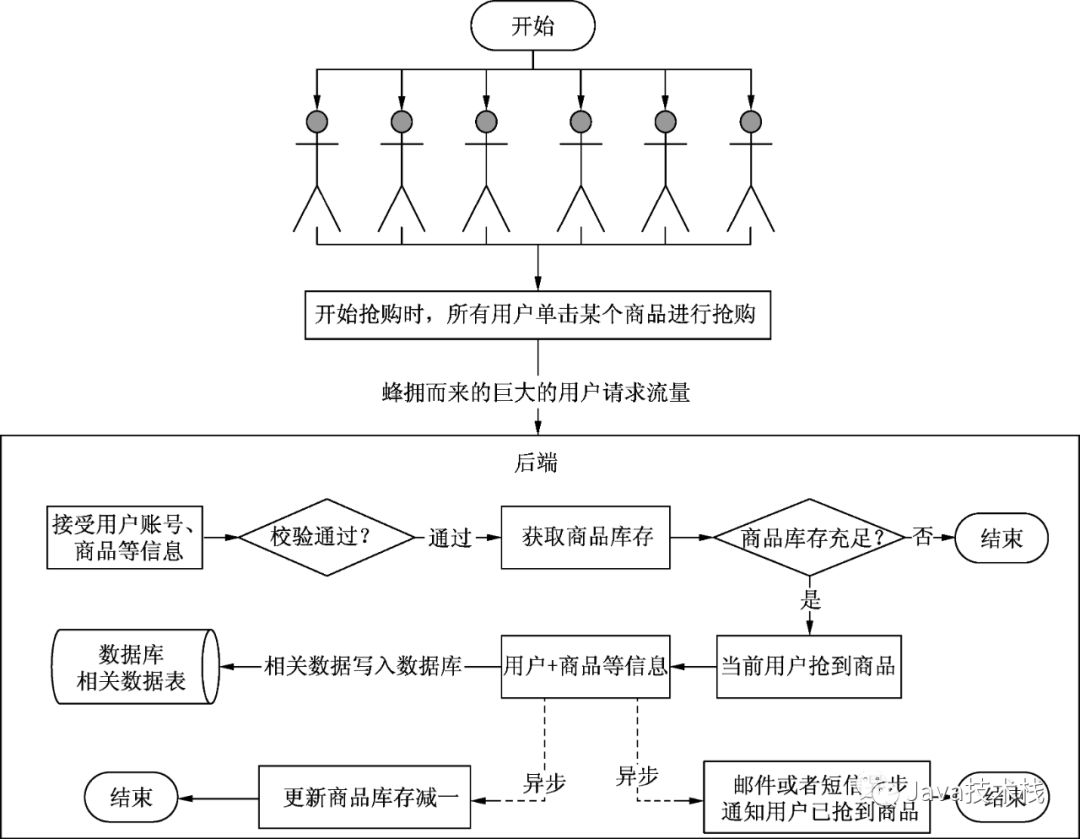 开始
开始抢购时，所有用户单击某个商品进行抢购
蜂拥而来的巨大的用户请求流量
后端
接受用户账号、
商品等信息
校验通过?
通过
获取商品库存
商品库存充足?
否
结束
是
数据库
相关数据表
相关数据写入数据库
用户+商品等信息
当前用户抢到商品
异步
异步
结束
更新商品库存减一
邮件或者短信异步
通知用户已抢到商品
结束
Java技术栈